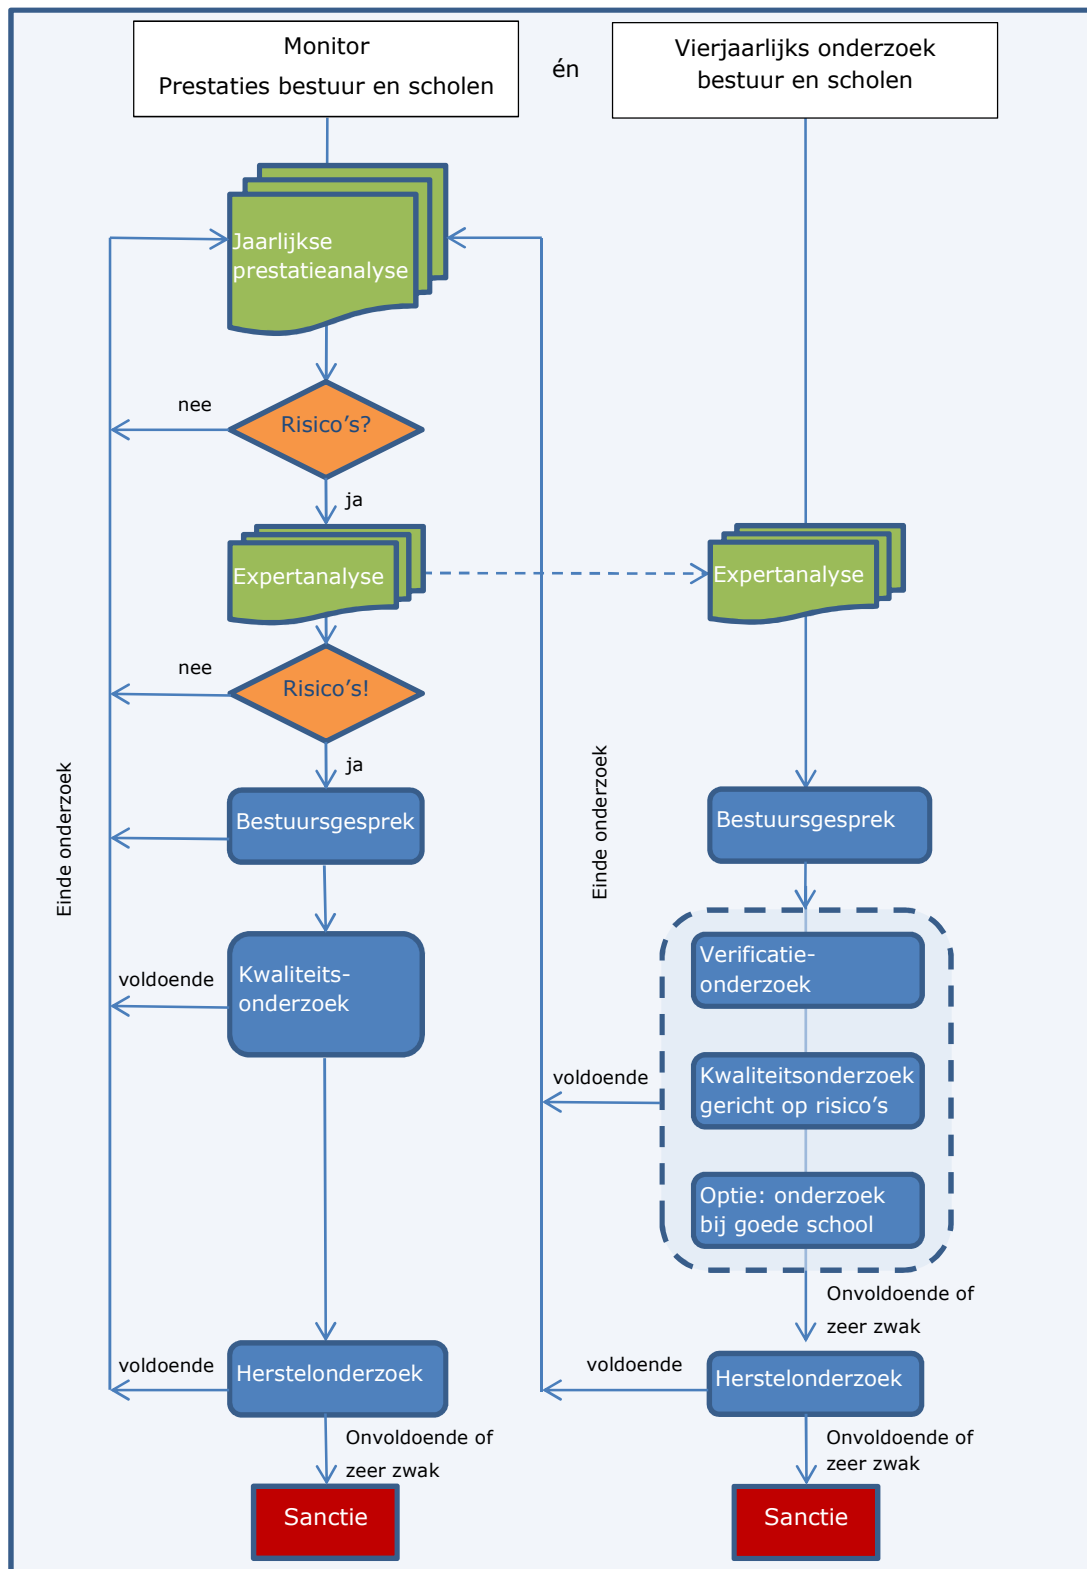 Monitor
Prestaties bestuur en scholen
én
Vierjaarlijks onderzoek
bestuur en scholen
Jaarlijkse
prestatieanalyse
Risico’s?
nee
ja
Expertanalyse
Expertanalyse
Risico’s!
nee
ja
Einde onderzoek
Bestuursgesprek
Einde onderzoek
Bestuursgesprek
Kwaliteits-
onderzoek
voldoende
Verificatie-
onderzoek
Kwaliteitsonderzoek
gericht op risico’s
voldoende
Optie: onderzoek
bij goede school
Onvoldoende of
zeer zwak
voldoende
Herstelonderzoek
voldoende
Herstelonderzoek
Onvoldoende of
zeer zwak
Onvoldoende of
zeer zwak
Sanctie
Sanctie